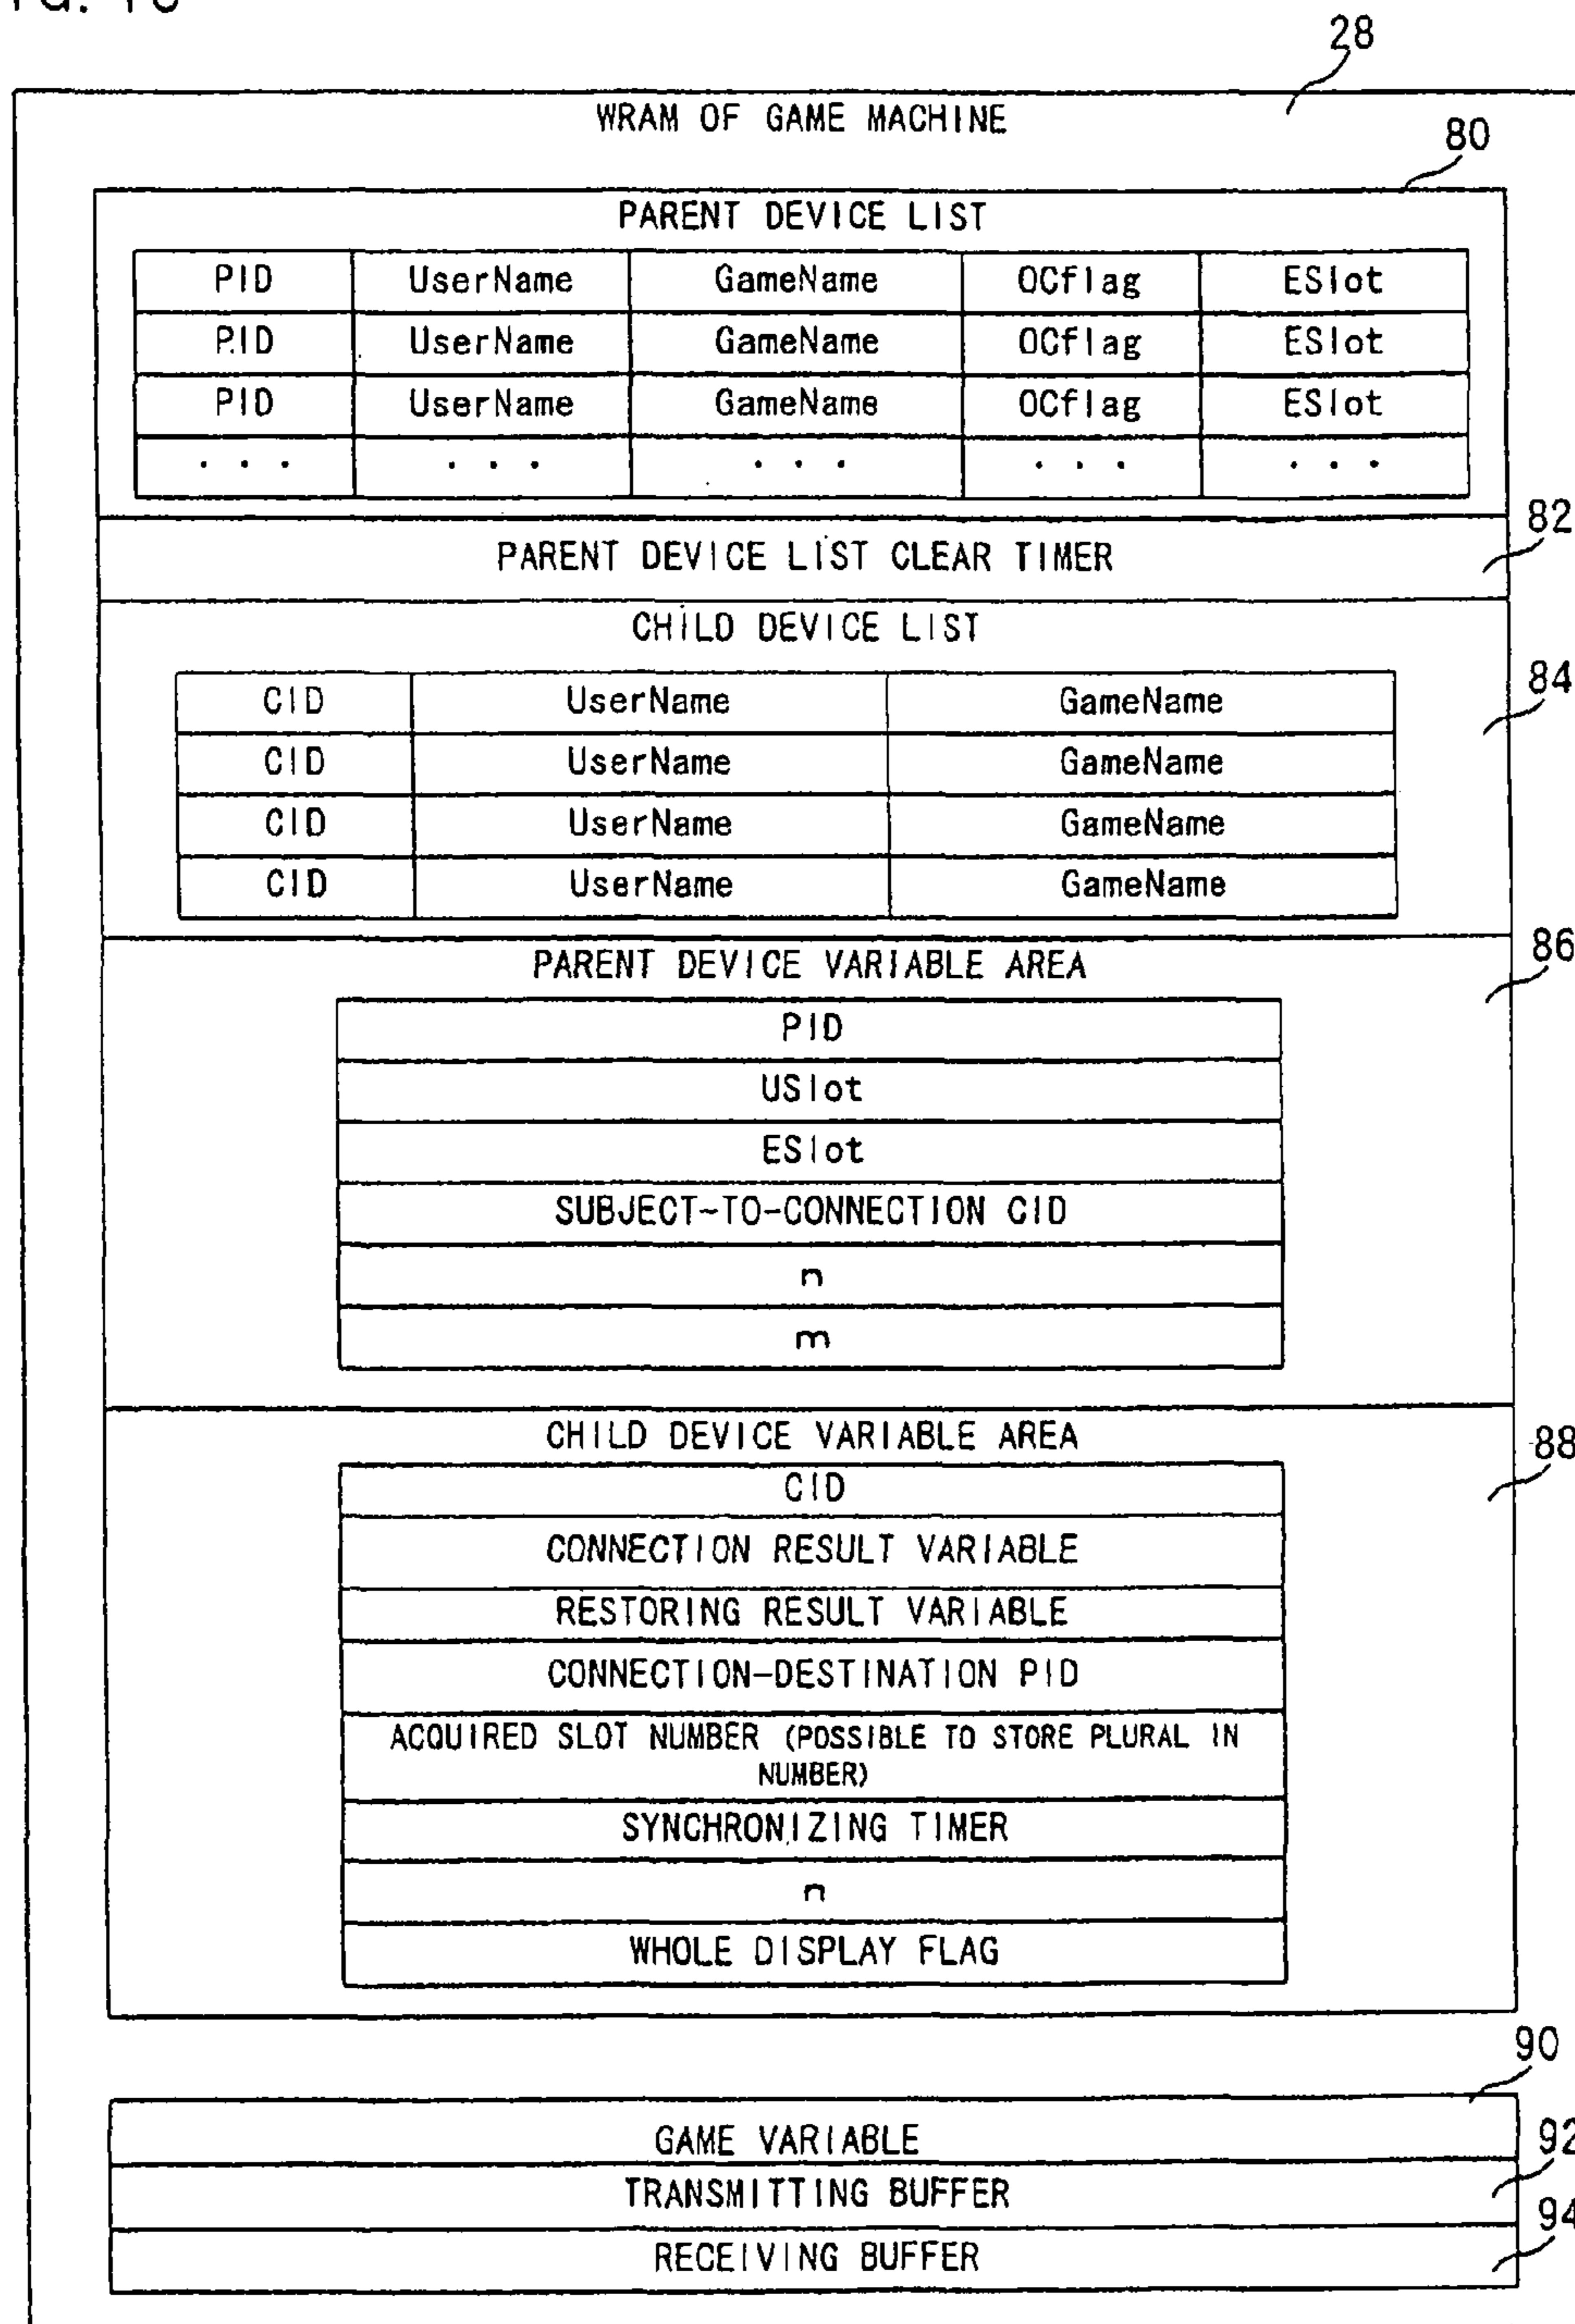 28
WRAM OF GAME MACHINE
80
PARENT DEVICE LIST
PID UserName GameName OCflag ESlot
PID UserName GameName OCflag ESlot
PID UserName GameName OCflag ESlot
... ... ... ... ...
82
PARENT DEVICE LIST CLEAR TIMER
CHILD DEVICE LIST
84
CID UserName GameName
CID UserName GameName
CID UserName GameName
CID UserName GameName
86
PARENT DEVICE VARIABLE AREA
PID
USlot
ESlot
SUBJECT-TO-CONNECTION CID
n
m
CHILD DEVICE VARIABLE AREA
88
CID
CONNECTION RESULT VARIABLE
RESTORING RESULT VARIABLE
CONNECTION-DESTINATION PID
ACQUIRED SLOT NUMBER (POSSIBLE TO STORE PLURAL IN
NUMBER)
SYNCHRONIZING TIMER
n
WHOLE DISPLAY FLAG
90
GAME VARIABLE
92
TRANSMITTING BUFFER
94
RECEIVING BUFFER